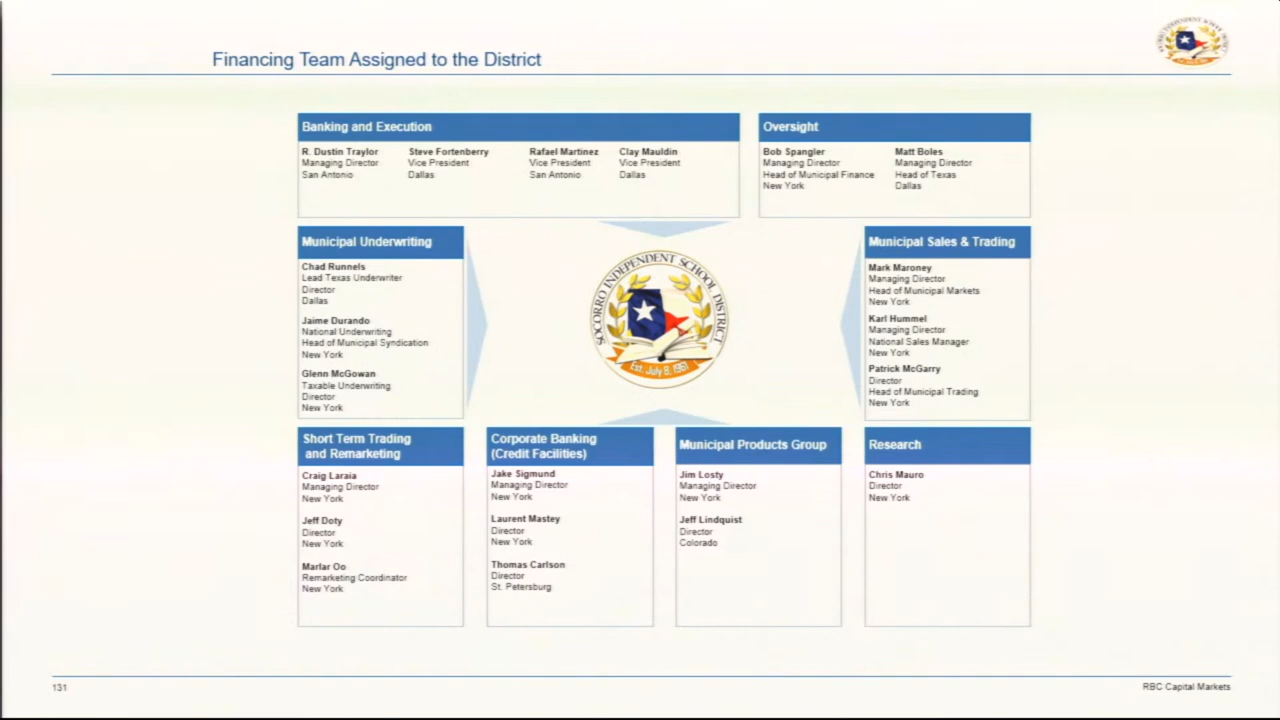 Financing Team Assigned to the District
Banking and Execution
R. Dustin Traylor
Managing Director
San Antonio
Steve Fortenberry
Vice President
Dallas
Rafael Martinez
Vice President
San Antonio
Clay Mauldin
Vice President
Dallas
Oversight
Bob Spangler
Managing Director
Head of Municipal Finance
New York
Matt Boles
Managing Director
Head of Texas
Dallas
Municipal Underwriting
Chad Runnels
Lead Texas Underwriter
Director
Dallas
Jaime Durando
National Underwriting
Head of Municipal Syndication
New York
Glenn McGowan
Taxable Underwriting
Director
New York
SOCORRO INDEPENDENT SCHOOL DISTRICT
Est. July 8, 1961
Municipal Sales & Trading
Mark Maroney
Managing Director
Head of Municipal Markets
New York
Karl Hummel
Managing Director
National Sales Manager
New York
Patrick McGarry
Director
Head of Municipal Trading
New York
Short Term Trading
and Remarketing
Craig Laraia
Managing Director
New York
Jeff Doty
Director
New York
Marlar Oo
Remarketing Coordinator
New York
Corporate Banking
(Credit Facilities)
Jake Sigmund
Managing Director
New York
Laurent Mastey
Director
New York
Thomas Carlson
Director
St. Petersburg
Municipal Products Group
Jim Losty
Managing Director
New York
Jeff Lindquist
Director
Colorado
Research
Chris Mauro
Director
New York
131
RBC Capital Markets